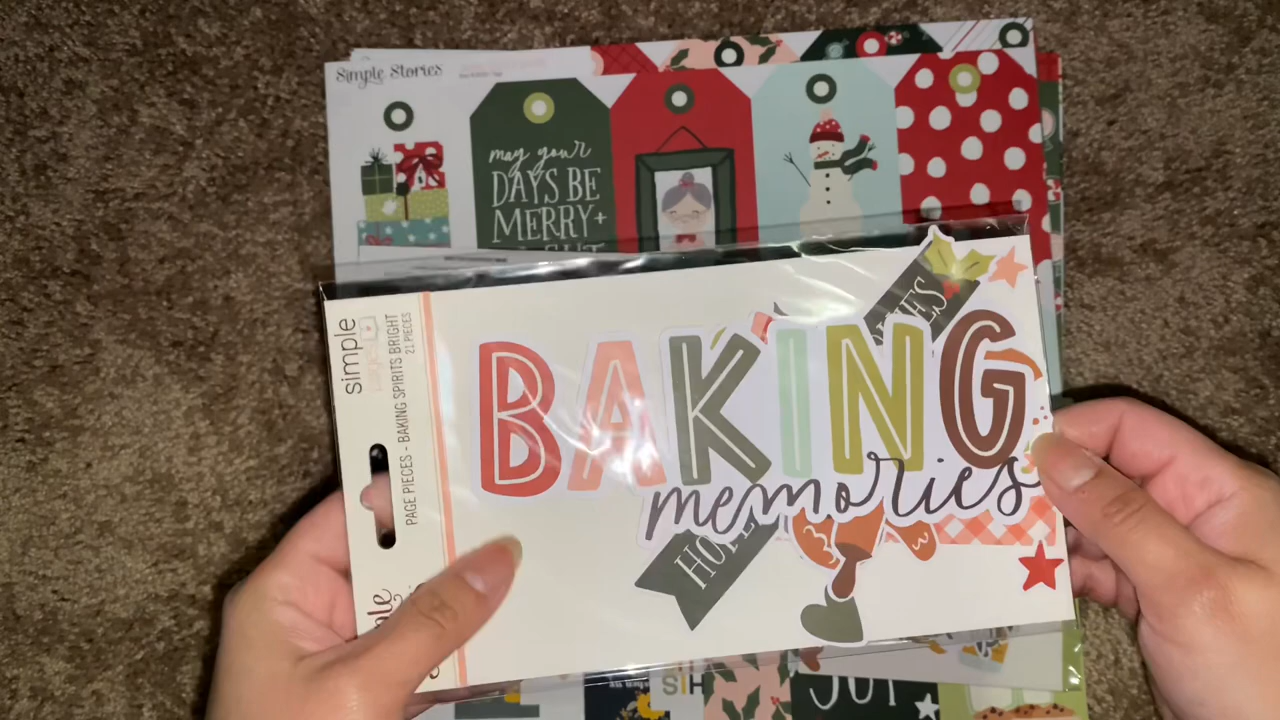 Simple Stories
may your
DAYS BE
MERRY+
simple
PAGE PIECES - BAKING SPIRITS BRIGHT
21 PIECES
BAKING
memories
JOY